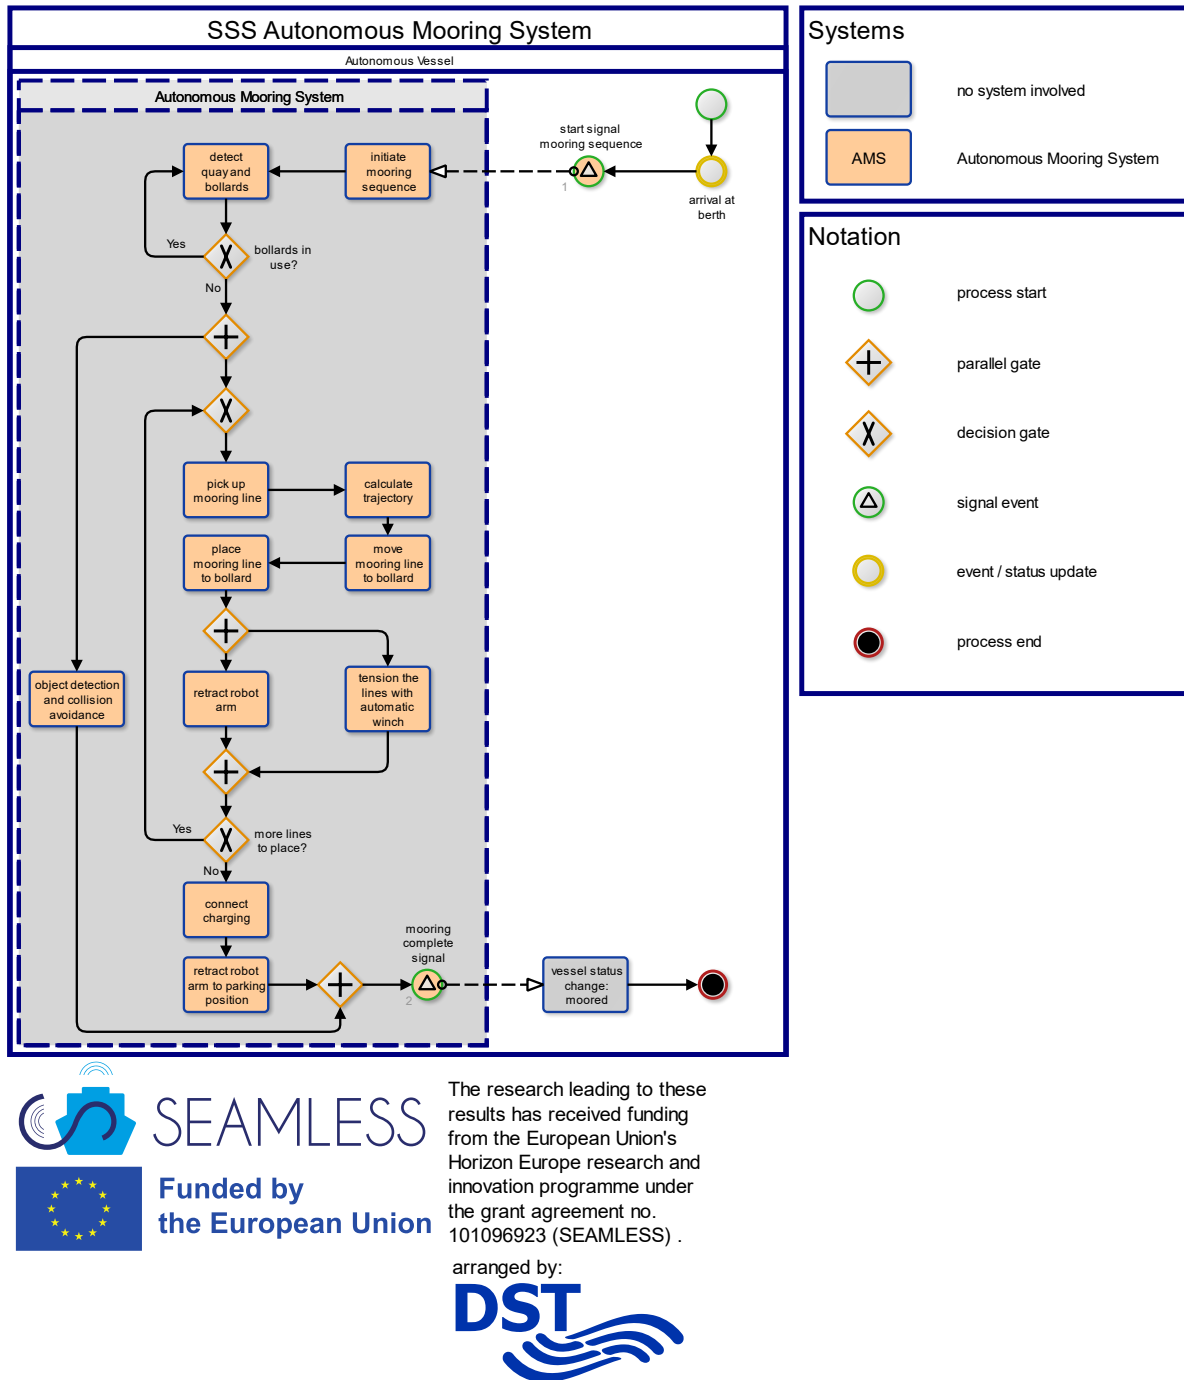 SSS Autonomous Mooring System
Autonomous Vessel
Autonomous Mooring System
start signal
mooring sequence
1
arrival at
berth
initiate
mooring
sequence
detect
quay and
bollards
Yes
bollards in
use?
No
pick up
mooring line
calculate
trajectory
place
mooring line
to bollard
move
mooring line
to bollard
object detection
and collision
avoidance
retract robot
arm
tension the
lines with
automatic
winch
Yes
more lines
to place?
No
connect
charging
retract robot
arm to parking
position
mooring
complete
signal
2
vessel status
change:
moored
Systems
no system involved
AMS
Autonomous Mooring System
Notation
process start
parallel gate
decision gate
signal event
event / status update
process end
SEAMLESS
Funded by
the European Union
The research leading to these
results has received funding
from the European Union's
Horizon Europe research and
innovation programme under
the grant agreement no.
101096923 (SEAMLESS) .
arranged by:
DST